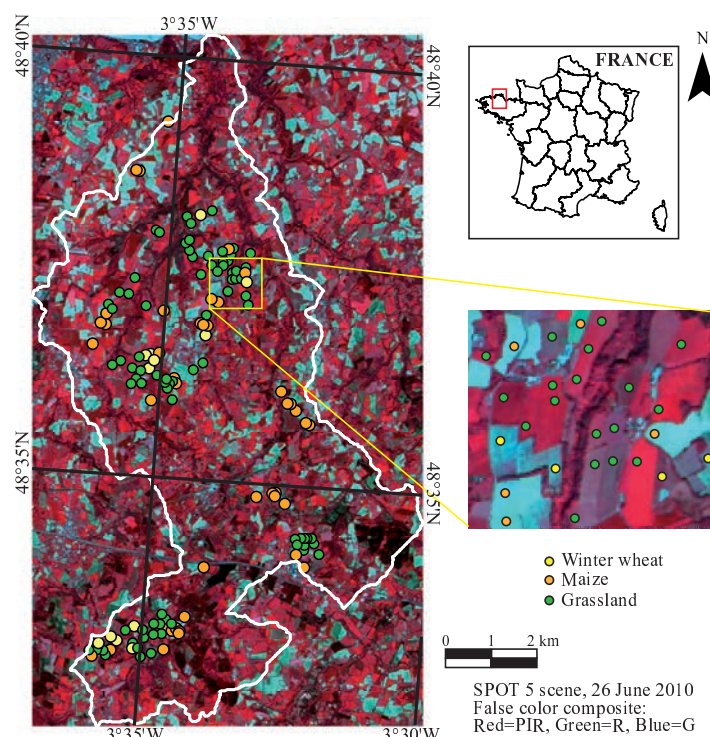 3°35'W
48°40'N
48°40'N
FRANCE
N
48°35'N
48°35'N
Winter wheat
Maize
Grassland
0 1 2 km
SPOT 5 scene, 26 June 2010
False color composite:
Red=PIR, Green=R, Blue=G
3°35'W
3°30'W